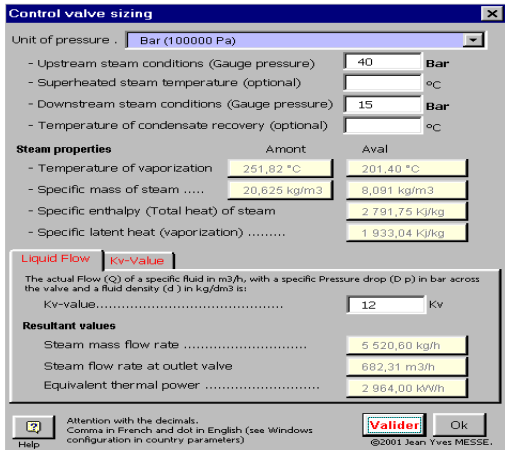 Control valve sizing
Unit of pressure . Bar (100000 Pa)
- Upstream steam conditions (Gauge pressure) 40 Bar
- Superheated steam temperature (optional) °C
- Downstream steam conditions (Gauge pressure) 15 Bar
- Temperature of condensate recovery (optional) °C
Steam properties Amont Aval
- Temperature of vaporization 251,82 °C 201,40 °C
- Specific mass of steam ..... 20,625 kg/m3 8,091 kg/m3
- Specific enthalpy (Total heat) of steam 2 791,75 Kj/kg
- Specific latent heat (vaporization) ......... 1 933,04 Kj/kg
Liquid Flow Kv-Value
The actual Flow (Q) of a specific fluid in m3/h, with a specific Pressure drop (D p) in bar across
the valve and a fluid density (d ) in kg/dm3 is:
Kv-value............................................. 12 Kv
Resultant values
Steam mass flow rate ............................ 5 520,60 kg/h
Steam flow rate at outlet valve 682,31 m3/h
Equivalent thermal power ........................... 2 964,00 kW/h
Help
Attention with the decimals.
Comma in French and dot in English (see Windows
configuration in country parameters)
Valider Ok
©2001 Jean Yves MESSE.